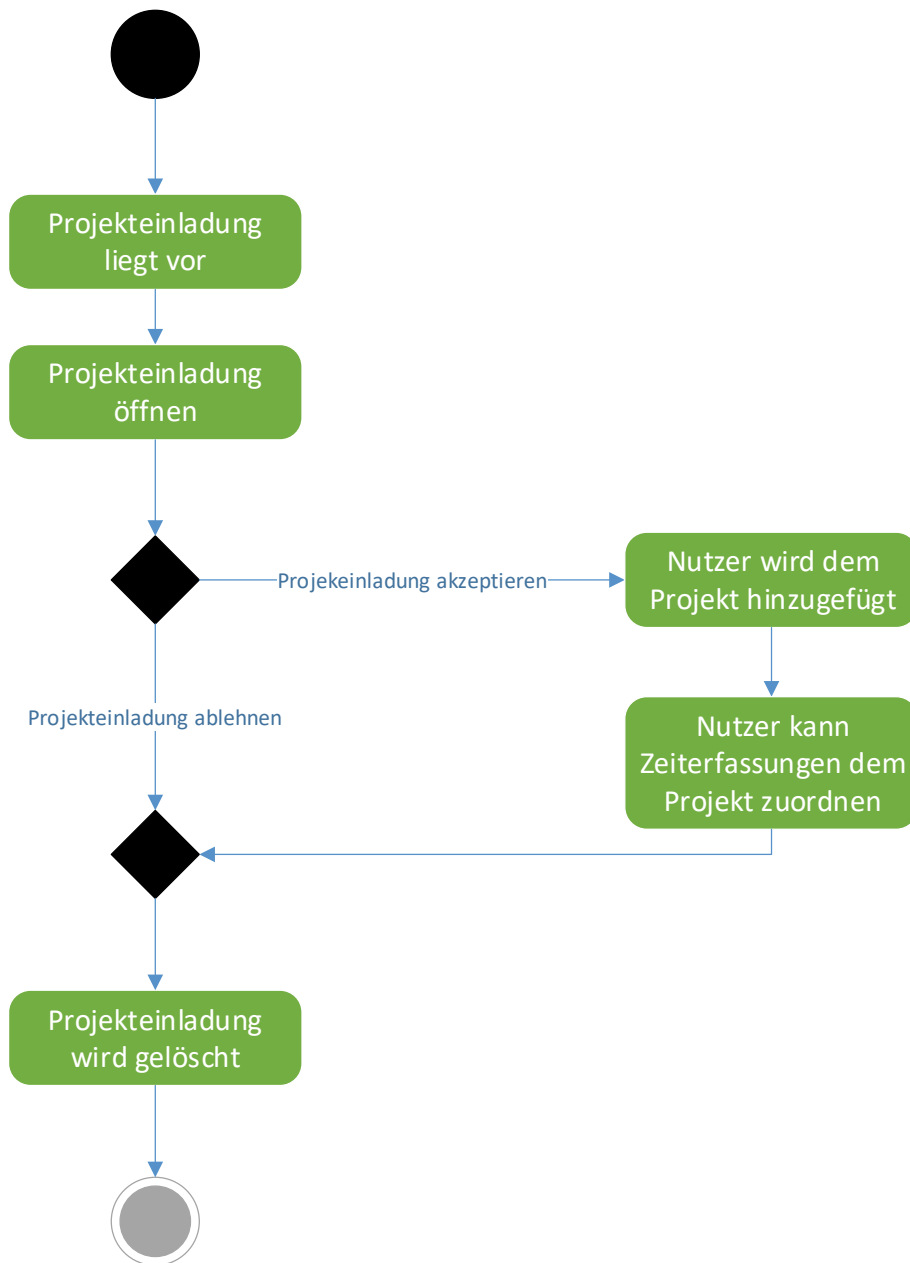 Projekteinladung
liegt vor
Projekteinladung
öffnen
Projekeinladung akzeptieren
Nutzer wird dem
Projekt hinzugefügt
Projekteinladung ablehnen
Nutzer kann
Zeiterfassungen dem
Projekt zuordnen
Projekteinladung
wird gelöscht